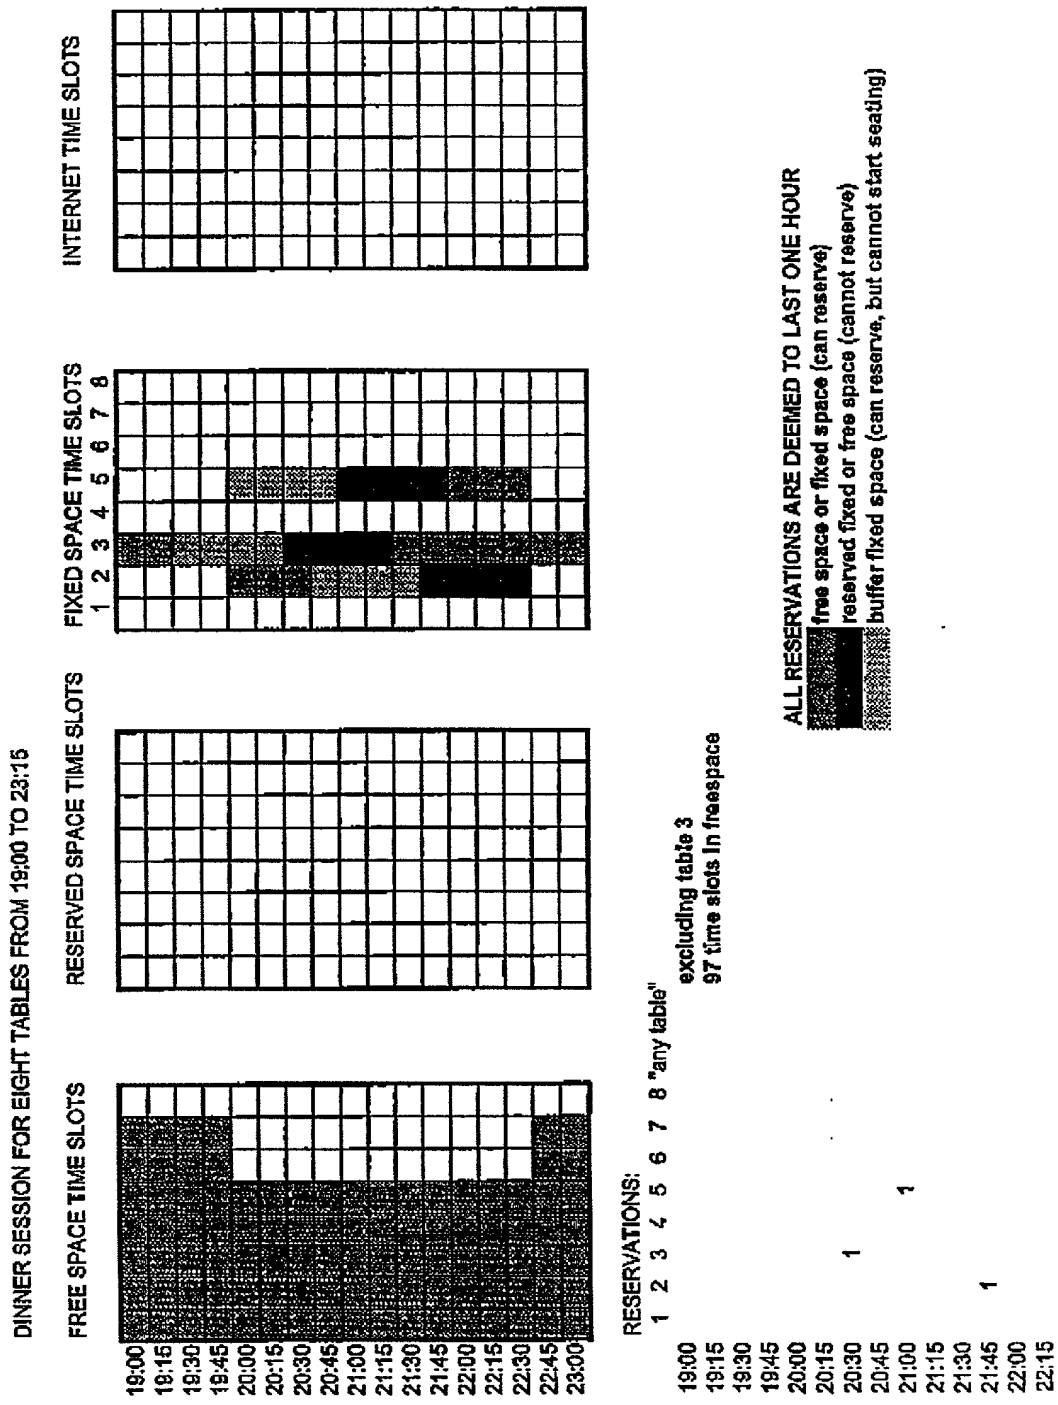 DINNER SESSION FOR EIGHT TABLES FROM 19:00 TO 23:15
FREE SPACE TIME SLOTS
RESERVED SPACE TIME SLOTS
FIXED SPACE TIME SLOTS
INTERNET TIME SLOTS
1 2 3 4 5 6 7 8
19:00
19:15
19:30
19:45
20:00
20:15
20:30
20:45
21:00
21:15
21:30
21:45
22:00
22:15
22:30
22:45
23:00
RESERVATIONS:
1 2 3 4 5 6 7 8 "any table"
excluding table 3
97 time slots in freespace
19:00
19:15
19:30
19:45
20:00
20:15
20:30 1
20:45
21:00 1
21:15
21:30
21:45 1
22:00
22:15
ALL RESERVATIONS ARE DEEMED TO LAST ONE HOUR
free space or fixed space (can reserve)
reserved fixed or free space (cannot reserve)
buffer fixed space (can reserve, but cannot start seating)